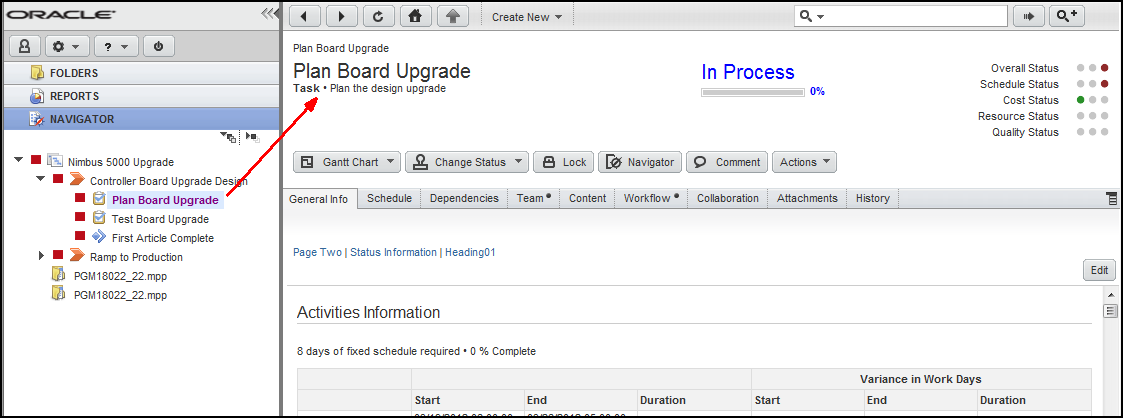 ORACLE
Create New
?
FOLDERS
REPORTS
NAVIGATOR
Nimbus 5000 Upgrade
Controller Board Upgrade Design
Plan Board Upgrade
Test Board Upgrade
First Article Complete
Ramp to Production
PGM18022_22.mpp
PGM18022_22.mpp
Plan Board Upgrade
Plan Board Upgrade
Task • Plan the design upgrade
In Process
0%
Overall Status
Schedule Status
Cost Status
Resource Status
Quality Status
Gantt Chart Change Status Lock Navigator Comment Actions
General Info Schedule Dependencies Team • Content Workflow • Collaboration Attachments History
Page Two | Status Information | Heading01
Edit
Activities Information
8 days of fixed schedule required • 0 % Complete
Variance in Work Days
Start End Duration Start End Duration